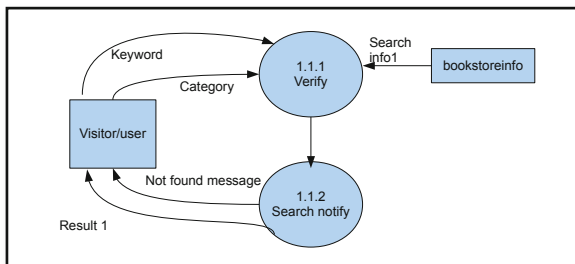 Keyword
Category
1.1.1
Verify
Search
info1
bookstoreinfo
Visitor/user
Not found message
1.1.2
Search notify
Result 1